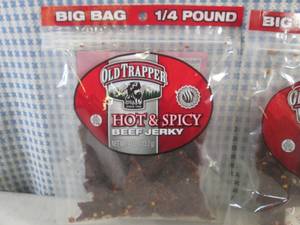 BIG BAG 1/4 POUND
OLD TRAPPER
HOT & SPICY
BEEF JERKY
BIG